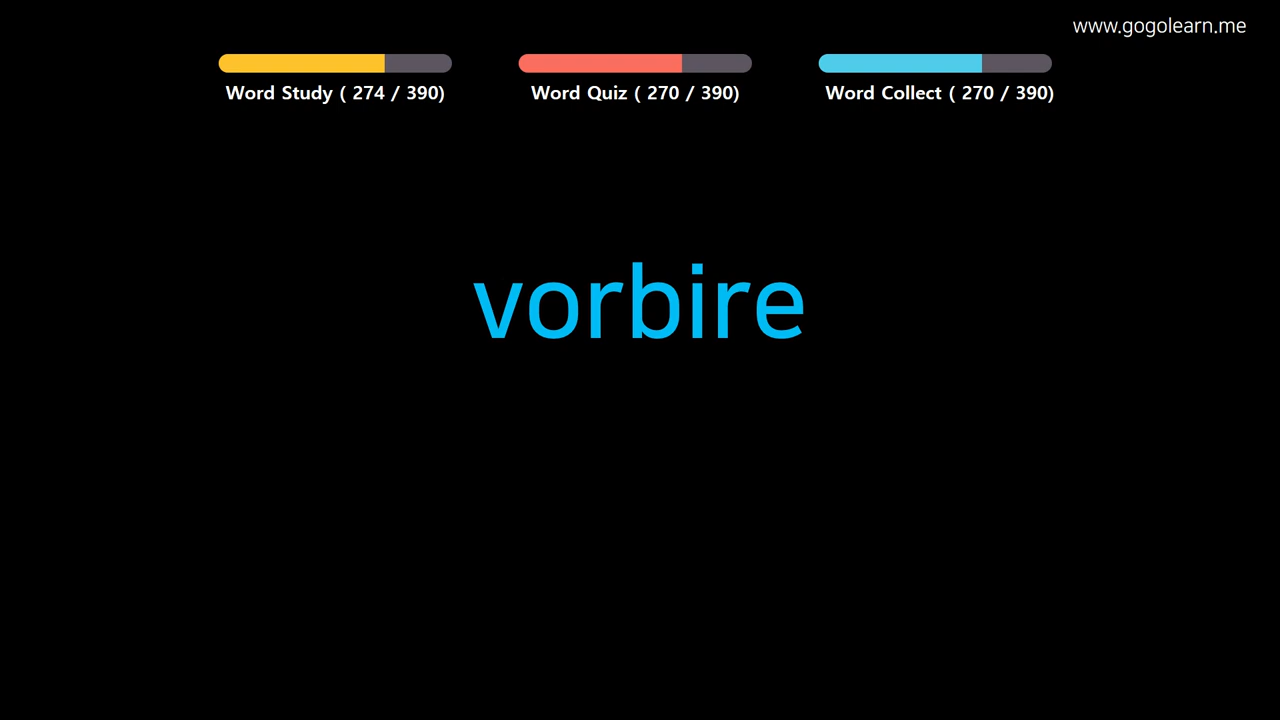 www.gogolearn.me
Word Study ( 274 / 390)
Word Quiz ( 270 / 390)
Word Collect ( 270 / 390)
vorbire